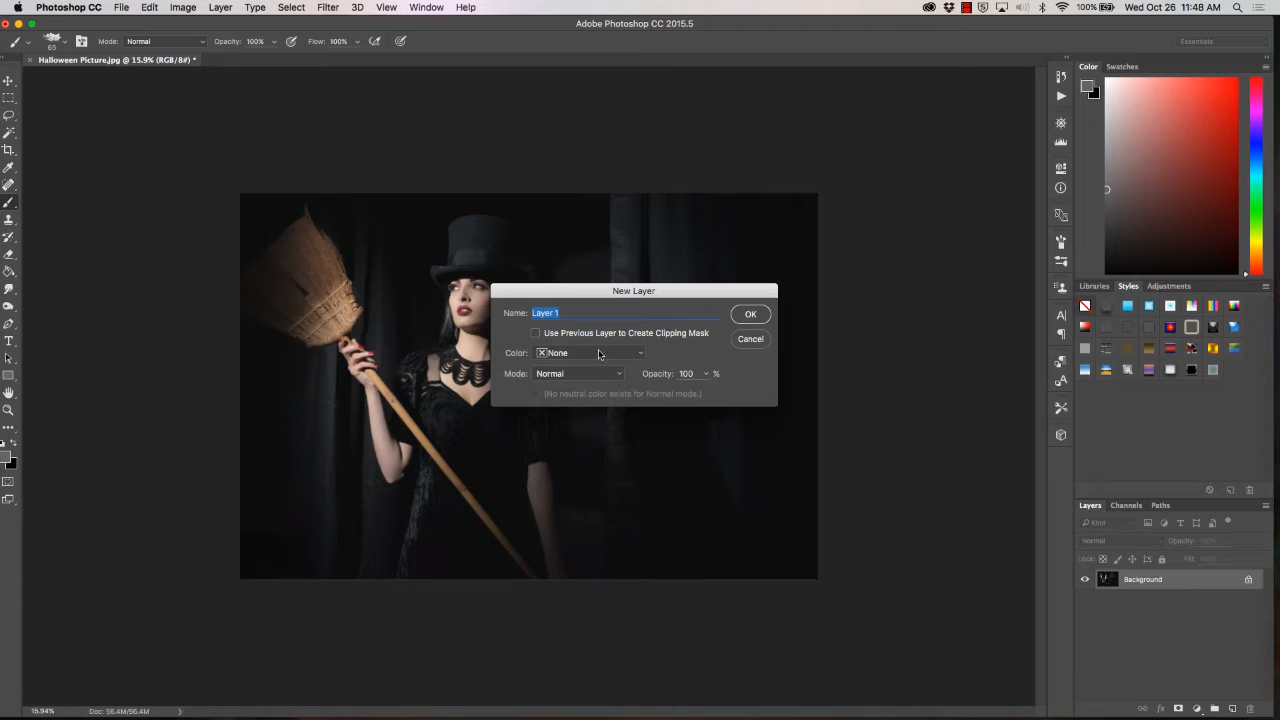 Photoshop CC File Edit Image Layer Type Select Filter 3D View Window Help 100% Wed Oct 26 11:48 AM
Adobe Photoshop CC 2015.5
65 Mode: Normal Opacity: 100% Flow: 100% Essentials
× Halloween Picture.jpg @ 15.9% (RGB/8#) *
Color Swatches
New Layer
Name: Layer 1 OK
Use Previous Layer to Create Clipping Mask Cancel
Color: None
Mode: Normal Opacity: 100 %
(No neutral color exists for Normal mode.)
Libraries Styles Adjustments
Layers Channels Paths
Kind
Normal Opacity: 100%
Lock: Fill: 100%
Background
15.94% Doc: 56.4M/56.4M